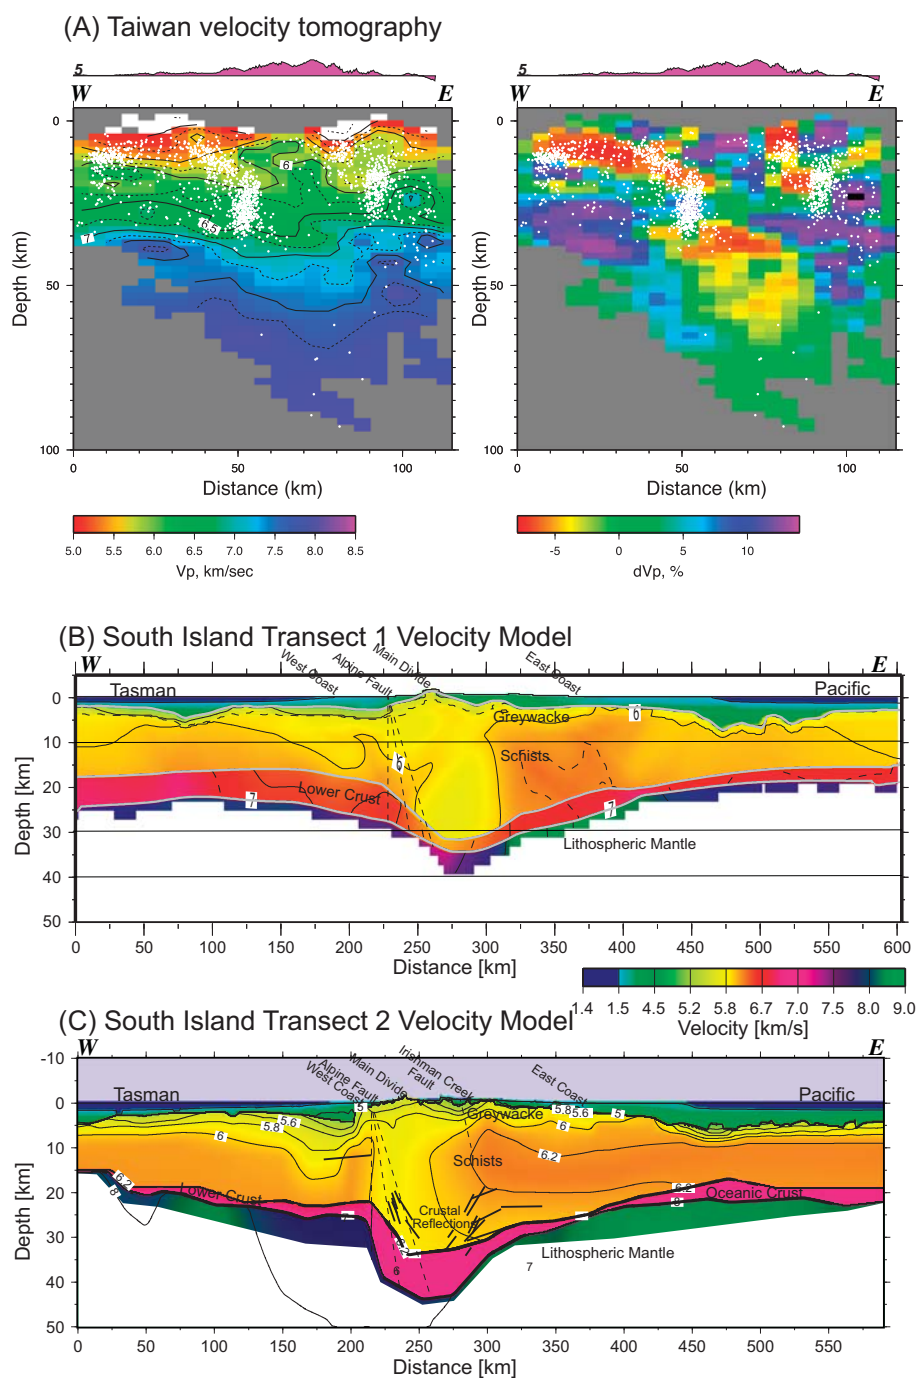 (A) Taiwan velocity tomography
5 5
W E W E
0 0
50 50
100 100
Depth (km) Depth (km)
6
6.5
7
0 50 100 0 50 100
Distance (km) Distance (km)
5.0 5.5 6.0 6.5 7.0 7.5 8.0 8.5 -5 0 5 10
Vp, km/sec dVp, %
(B) South Island Transect 1 Velocity Model
W E
West Coast Alpine Fault Main Divide East Coast
Tasman Pacific
0
10
20
30
40
50
Depth [km]
Greywacke 6
6 Schists
7 Lower Crust 7
Lithospheric Mantle
0 50 100 150 200 250 300 350 400 450 500 550 600
Distance [km]
1.4 1.5 4.5 5.2 5.8 6.7 7.0 7.5 8.0 9.0
Velocity [km/s]
(C) South Island Transect 2 Velocity Model
W E
West Coast Alpine Fault Main Divide Irishman Creek Fault East Coast
Tasman Pacific
-10
0
10
20
30
40
50
Depth [km]
5 5.8 5.6 5
5.6 Greywacke
5.8 6
6 6.2
Schists
6.2 6.2
8 Lower Crust Oceanic Crust
8
Crustal
Reflections
7
6.2
Lithospheric Mantle
6 7
0 50 100 150 200 250 300 350 400 450 500 550
Distance [km]